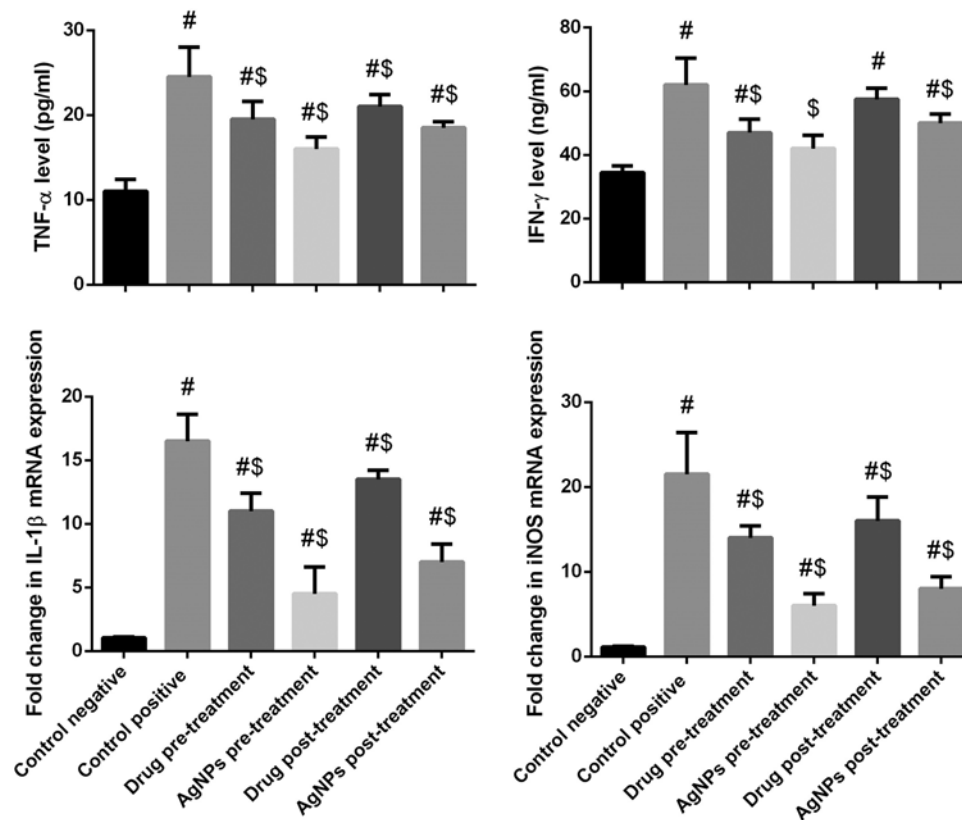 TNF-α level (pg/ml)
30
20
10
0
#
#$
#$
#$
#$
IFN-γ level (ng/ml)
80
60
40
20
0
#
#$
$
#
#$
Fold change in IL-1β mRNA expression
20
15
10
5
0
#
#$
#$
#$
#$
Control negative
Control positive
Drug pre-treatment
AgNPs pre-treatment
Drug post-treatment
AgNPs post-treatment
Fold change in iNOS mRNA expression
30
20
10
0
#
#$
#$
#$
#$
Control negative
Control positive
Drug pre-treatment
AgNPs pre-treatment
Drug post-treatment
AgNPs post-treatment